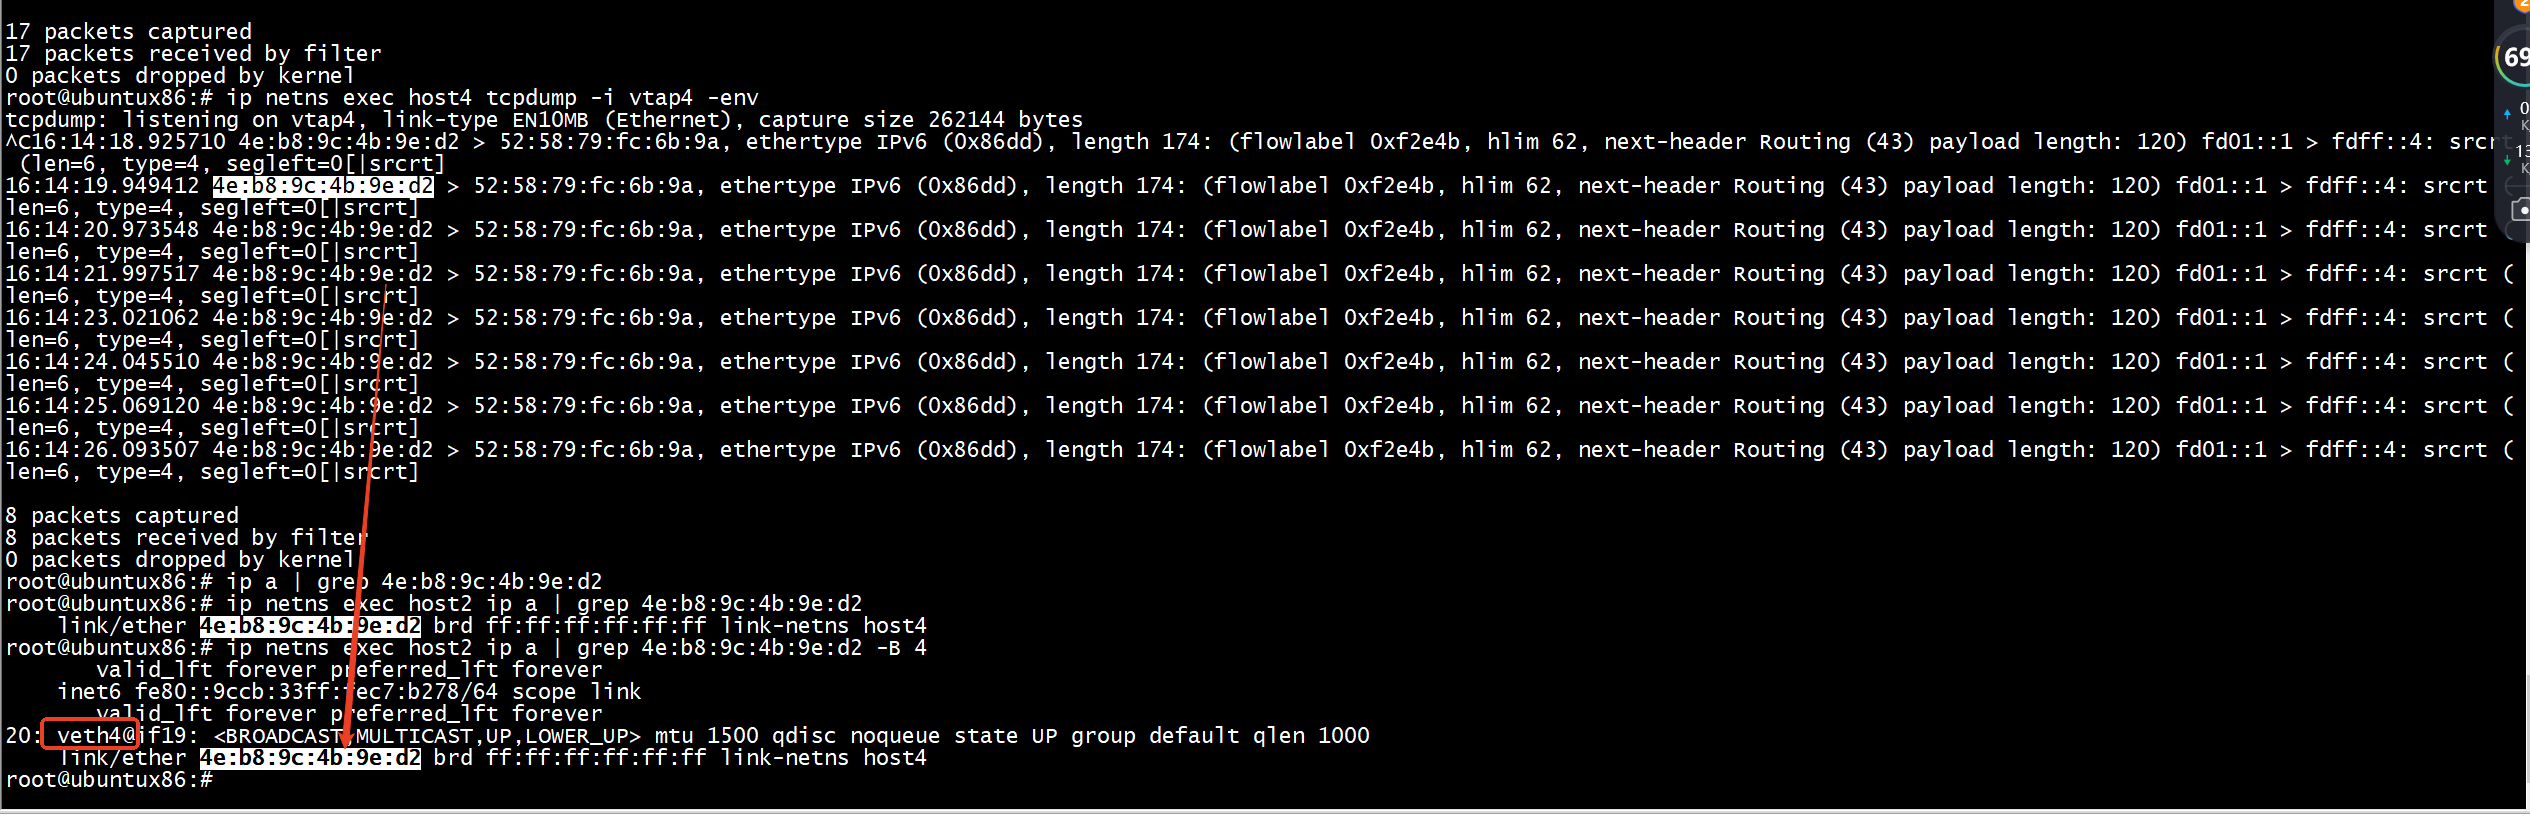 17 packets captured
17 packets received by filter
0 packets dropped by kernel
root@ubuntux86:# ip netns exec host4 tcpdump -i vtap4 -env
tcpdump: listening on vtap4, link-type EN10MB (Ethernet), capture size 262144 bytes
^C16:14:18.925710 4e:b8:9c:4b:9e:d2 > 52:58:79:fc:6b:9a, ethertype IPv6 (0x86dd), length 174: (flowlabel 0xf2e4b, hlim 62, next-header Routing (43) payload length: 120) fd01::1 > fdff::4: srcrt
(len=6, type=4, segleft=0[|srcrt]
16:14:19.949412 4e:b8:9c:4b:9e:d2 > 52:58:79:fc:6b:9a, ethertype IPv6 (0x86dd), length 174: (flowlabel 0xf2e4b, hlim 62, next-header Routing (43) payload length: 120) fd01::1 > fdff::4: srcrt
len=6, type=4, segleft=0[|srcrt]
16:14:20.973548 4e:b8:9c:4b:9e:d2 > 52:58:79:fc:6b:9a, ethertype IPv6 (0x86dd), length 174: (flowlabel 0xf2e4b, hlim 62, next-header Routing (43) payload length: 120) fd01::1 > fdff::4: srcrt
len=6, type=4, segleft=0[|srcrt]
16:14:21.997517 4e:b8:9c:4b:9e:d2 > 52:58:79:fc:6b:9a, ethertype IPv6 (0x86dd), length 174: (flowlabel 0xf2e4b, hlim 62, next-header Routing (43) payload length: 120) fd01::1 > fdff::4: srcrt (
len=6, type=4, segleft=0[|srcrt]
16:14:23.021062 4e:b8:9c:4b:9e:d2 > 52:58:79:fc:6b:9a, ethertype IPv6 (0x86dd), length 174: (flowlabel 0xf2e4b, hlim 62, next-header Routing (43) payload length: 120) fd01::1 > fdff::4: srcrt (
len=6, type=4, segleft=0[|srcrt]
16:14:24.045510 4e:b8:9c:4b:9e:d2 > 52:58:79:fc:6b:9a, ethertype IPv6 (0x86dd), length 174: (flowlabel 0xf2e4b, hlim 62, next-header Routing (43) payload length: 120) fd01::1 > fdff::4: srcrt (
len=6, type=4, segleft=0[|srcrt]
16:14:25.069120 4e:b8:9c:4b:9e:d2 > 52:58:79:fc:6b:9a, ethertype IPv6 (0x86dd), length 174: (flowlabel 0xf2e4b, hlim 62, next-header Routing (43) payload length: 120) fd01::1 > fdff::4: srcrt (
len=6, type=4, segleft=0[|srcrt]
16:14:26.093507 4e:b8:9c:4b:9e:d2 > 52:58:79:fc:6b:9a, ethertype IPv6 (0x86dd), length 174: (flowlabel 0xf2e4b, hlim 62, next-header Routing (43) payload length: 120) fd01::1 > fdff::4: srcrt (
len=6, type=4, segleft=0[|srcrt]
8 packets captured
8 packets received by filter
0 packets dropped by kernel
root@ubuntux86:# ip a | grep 4e:b8:9c:4b:9e:d2
root@ubuntux86:# ip netns exec host2 ip a | grep 4e:b8:9c:4b:9e:d2
link/ether 4e:b8:9c:4b:9e:d2 brd ff:ff:ff:ff:ff:ff link-netns host4
root@ubuntux86:# ip netns exec host2 ip a | grep 4e:b8:9c:4b:9e:d2 -B 4
valid_lft forever preferred_lft forever
inet6 fe80::9ccb:33ff:fec7:b278/64 scope link
valid_lft forever preferred_lft forever
20: veth4@if19: <BROADCAST,MULTICAST,UP,LOWER_UP> mtu 1500 qdisc noqueue state UP group default qlen 1000
link/ether 4e:b8:9c:4b:9e:d2 brd ff:ff:ff:ff:ff:ff link-netns host4
root@ubuntux86:#
69